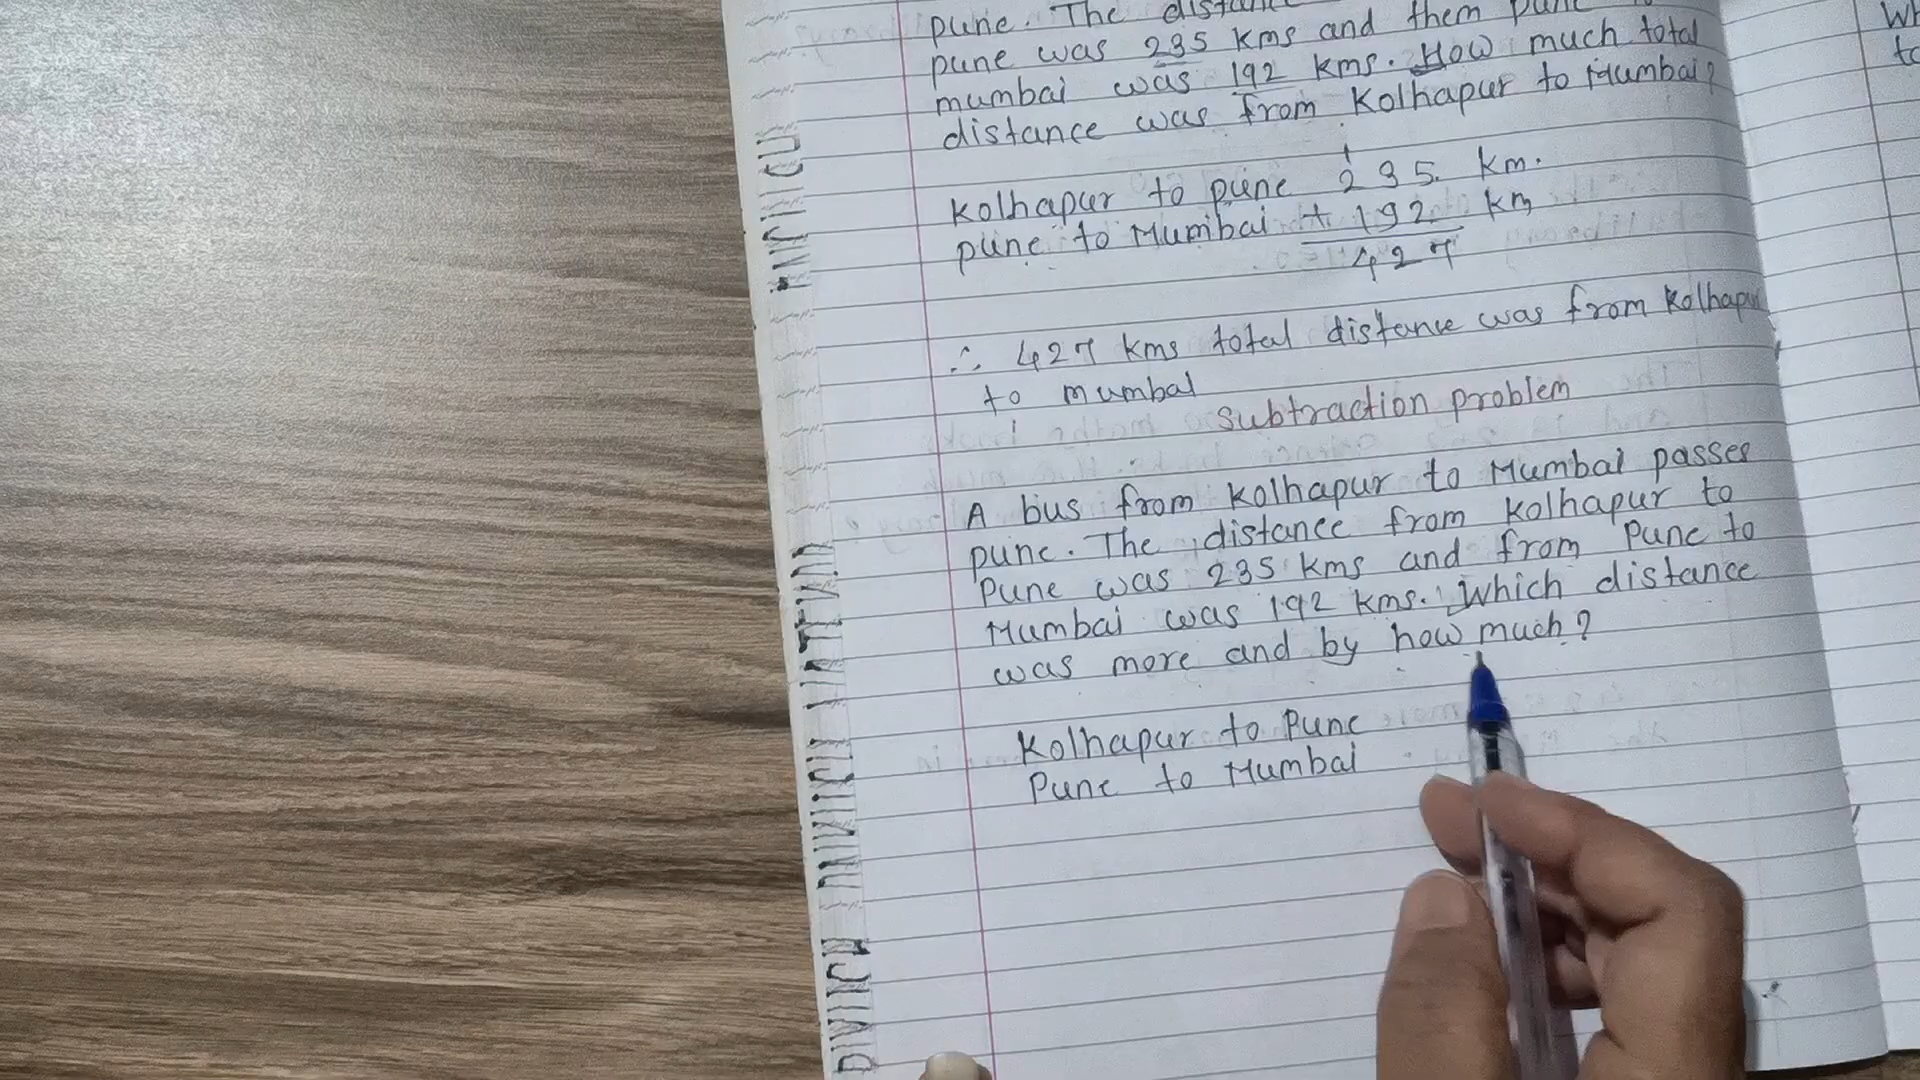 pune. The distance
pune was 235 kms and them pune
mumbai was 192 kms. How much total
distance was from Kolhapur to Mumbai?
1
Kolhapur to pune 235 km.
pune to Mumbai + 192 km
427
∴ 427 kms total distance was from Kolhapur
to mumbai
Subtraction problem
A bus from Kolhapur to Mumbai passes
pune. The distance from Kolhapur to
Pune was 235 kms and from Pune to
Mumbai was 192 kms. Which distance
was more and by how much?
Kolhapur to Pune
Pune to Mumbai